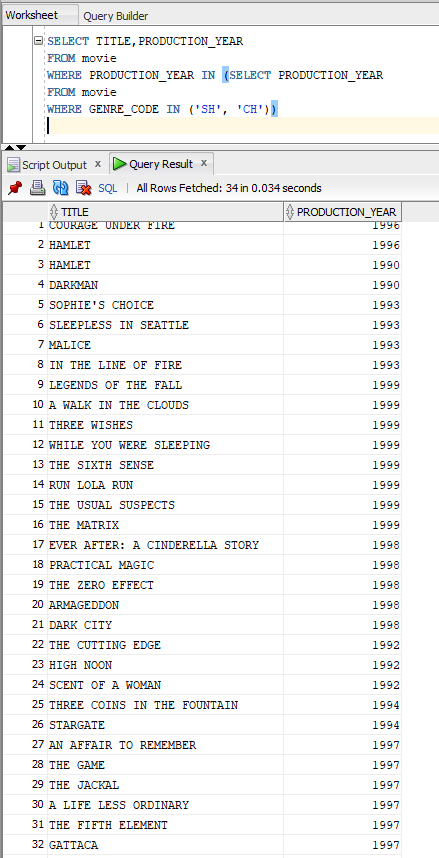 Worksheet Query Builder
SELECT TITLE,PRODUCTION_YEAR
FROM movie
WHERE PRODUCTION_YEAR IN (SELECT PRODUCTION_YEAR
FROM movie
WHERE GENRE_CODE IN ('SH', 'CH'))
Script Output x Query Result x
SQL | All Rows Fetched: 34 in 0.034 seconds
TITLE PRODUCTION_YEAR
1 COURAGE UNDER FIRE 1996
2 HAMLET 1996
3 HAMLET 1990
4 DARKMAN 1990
5 SOPHIE'S CHOICE 1993
6 SLEEPLESS IN SEATTLE 1993
7 MALICE 1993
8 IN THE LINE OF FIRE 1993
9 LEGENDS OF THE FALL 1999
10 A WALK IN THE CLOUDS 1999
11 THREE WISHES 1999
12 WHILE YOU WERE SLEEPING 1999
13 THE SIXTH SENSE 1999
14 RUN LOLA RUN 1999
15 THE USUAL SUSPECTS 1999
16 THE MATRIX 1999
17 EVER AFTER: A CINDERELLA STORY 1998
18 PRACTICAL MAGIC 1998
19 THE ZERO EFFECT 1998
20 ARMAGEDDON 1998
21 DARK CITY 1998
22 THE CUTTING EDGE 1992
23 HIGH NOON 1992
24 SCENT OF A WOMAN 1992
25 THREE COINS IN THE FOUNTAIN 1994
26 STARGATE 1994
27 AN AFFAIR TO REMEMBER 1997
28 THE GAME 1997
29 THE JACKAL 1997
30 A LIFE LESS ORDINARY 1997
31 THE FIFTH ELEMENT 1997
32 GATTACA 1997